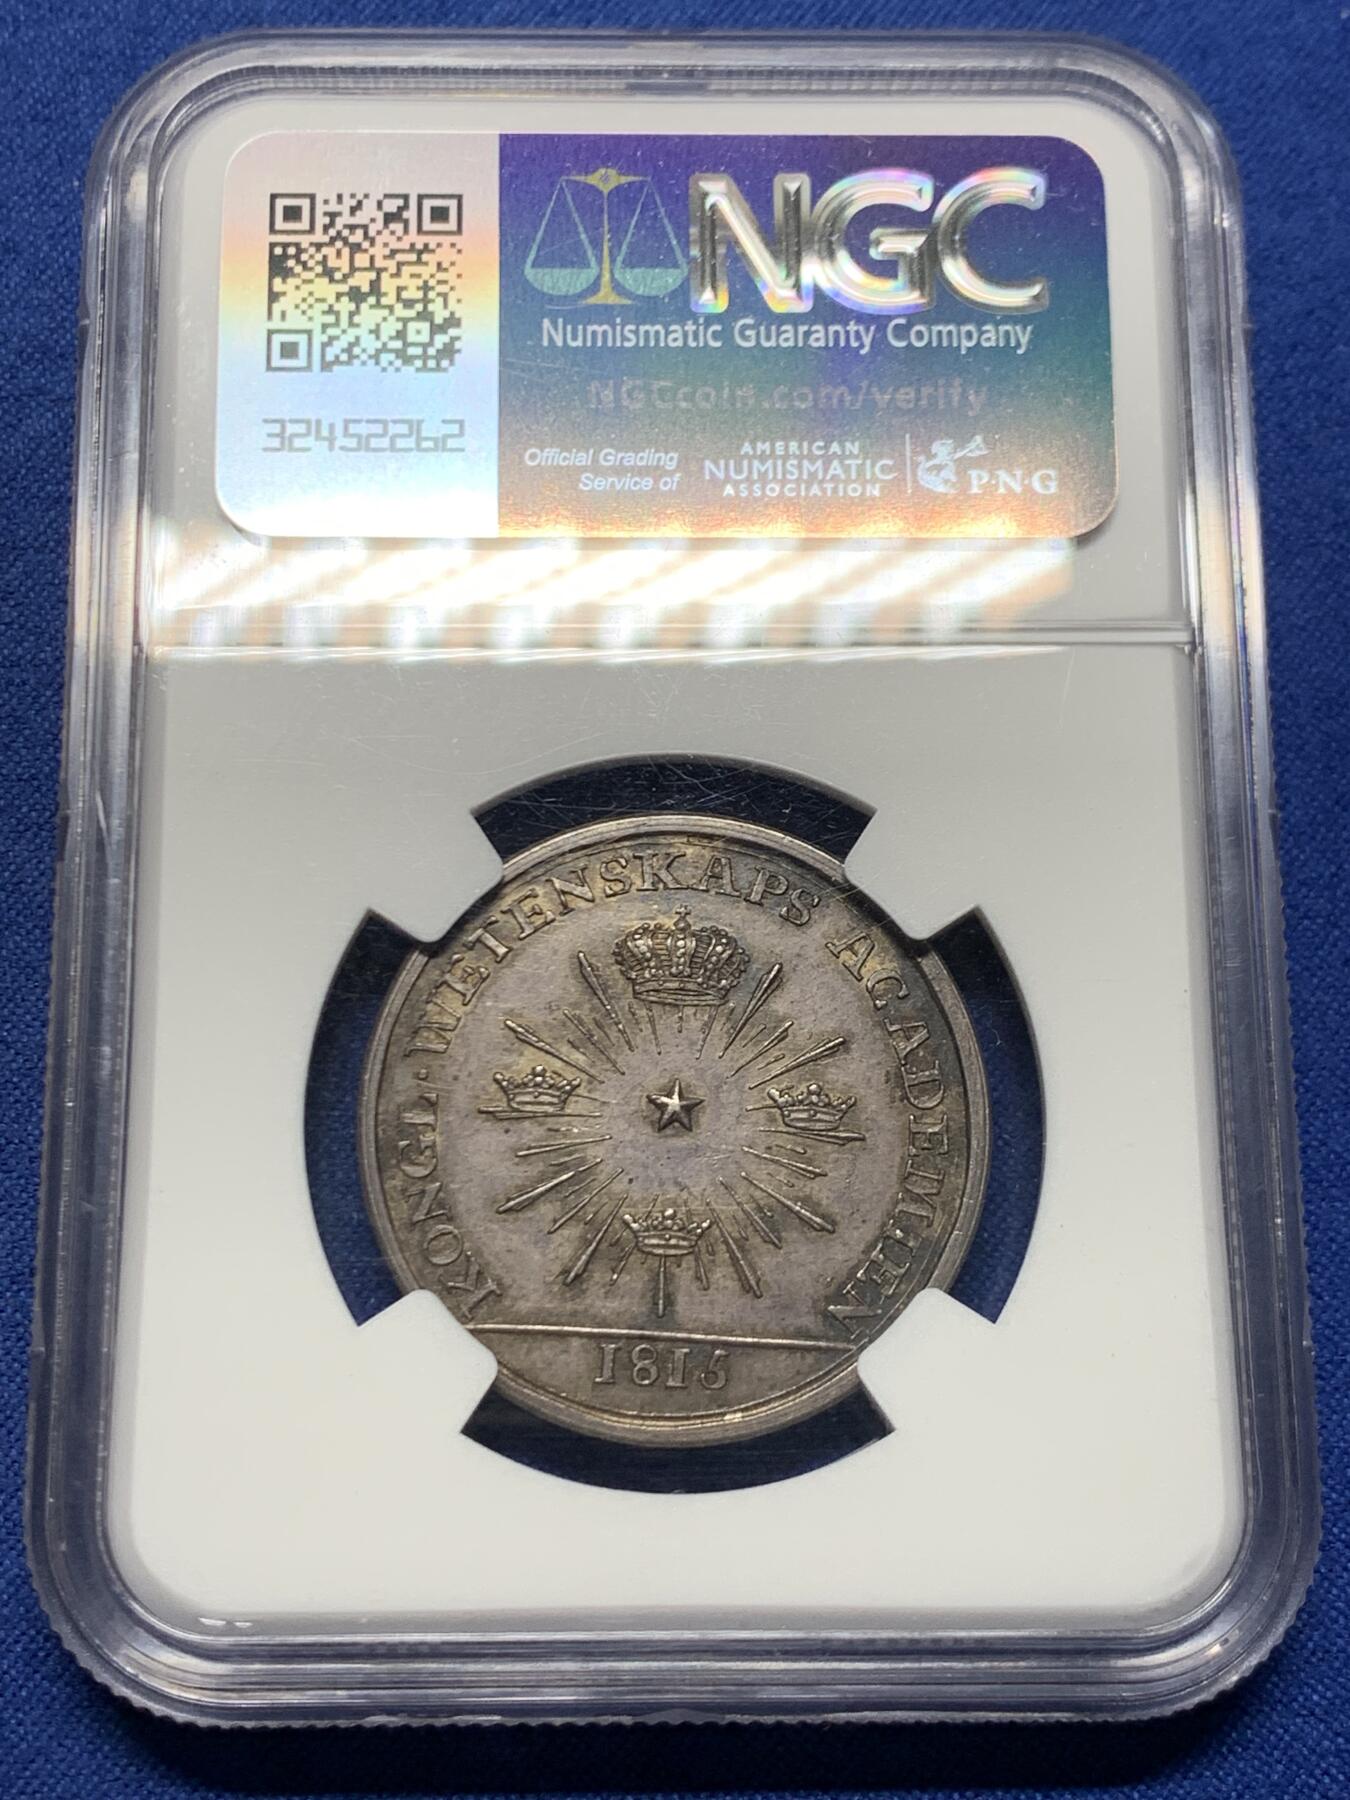 NGC
Numismatic Guaranty Company
NGCcoin.com/verify
32452262
Official Grading
Service of
AMERICAN
NUMISMATIC
ASSOCIATION
P·N·G
KONGL. WETENSKAPS ACADEMIEN
1815